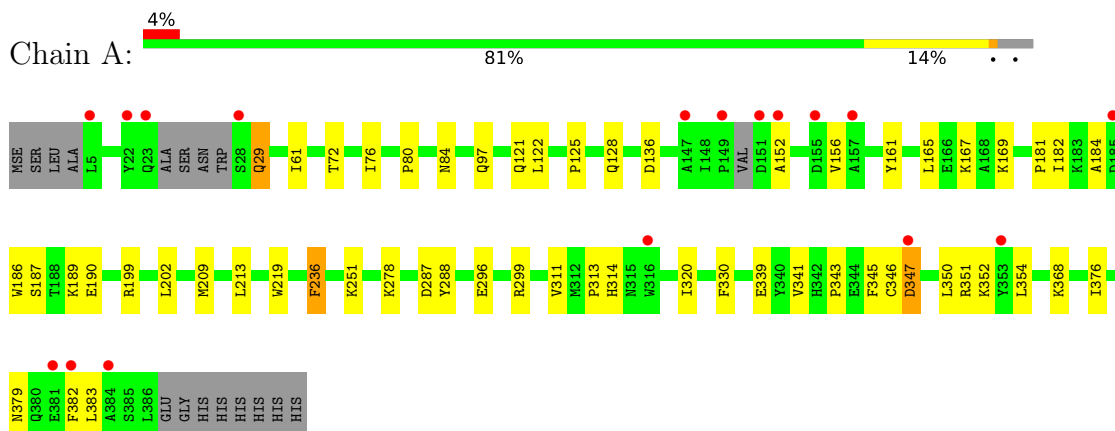 4%
Chain A:
81% 14% • •
MSE SER LEU ALA L5 Y22 Q23 ALA SER ASN TRP S28 Q29 I61 T72 I76 P80 N84 Q97 Q121 L122 P125 Q128 D136 A147 I148 P149 VAL D151 A152 D155 V156 A157 Y161 L165 E166 K167 A168 K169 P181 I182 K183 A184 D185
W186 S187 T188 K189 E190 R199 L202 M209 L213 W219 F236 K251 K278 D287 Y288 E296 R299 V311 M312 P313 H314 N315 W316 I320 F330 E339 Y340 V341 H342 P343 E344 F345 C346 D347 L350 R351 K352 Y353 L354 K368 I376
N379 Q380 E381 F382 L383 A384 S385 L386 GLU GLY HIS HIS HIS HIS HIS HIS